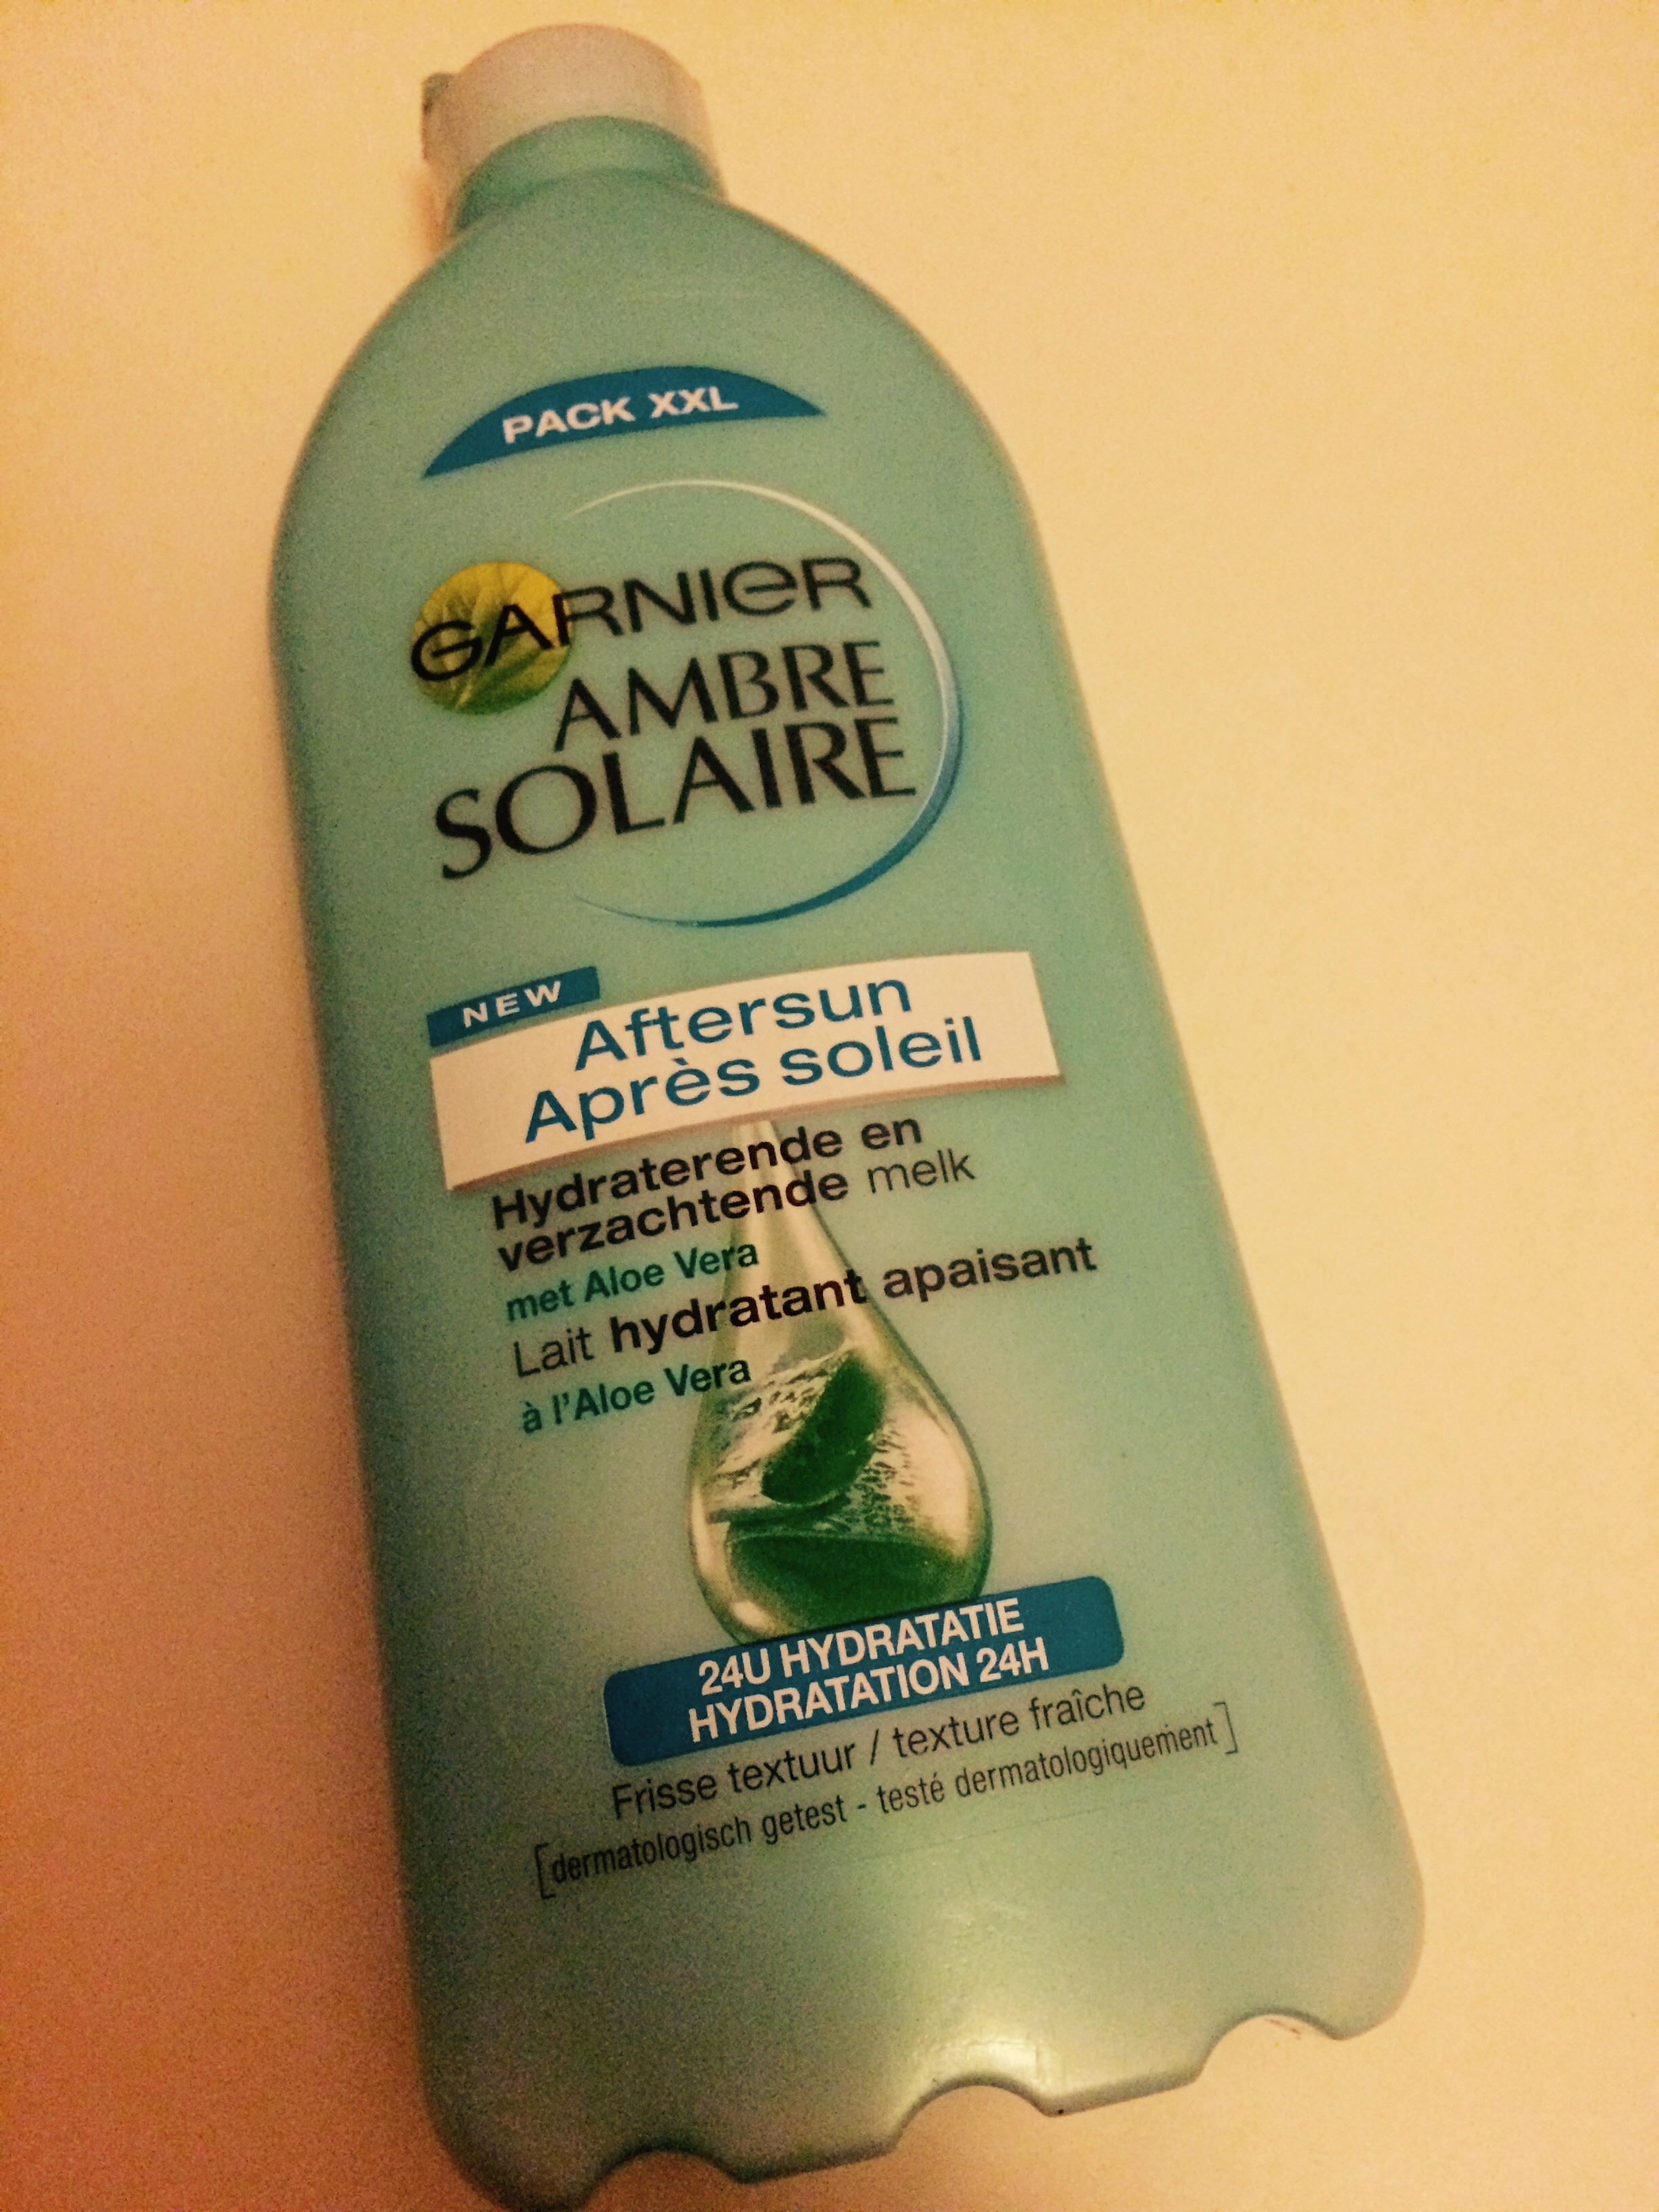 PACK XXL
GARNIER
AMBRE
SOLAIRE
NEW
Aftersun
Après soleil
Hydraterende en
verzachtende melk
met Aloe Vera
Lait hydratant apaisant
à l'Aloe Vera
24U HYDRATATIE
HYDRATATION 24H
Frisse textuur / texture fraîche
[dermatologisch getest - testé dermatologiquement]